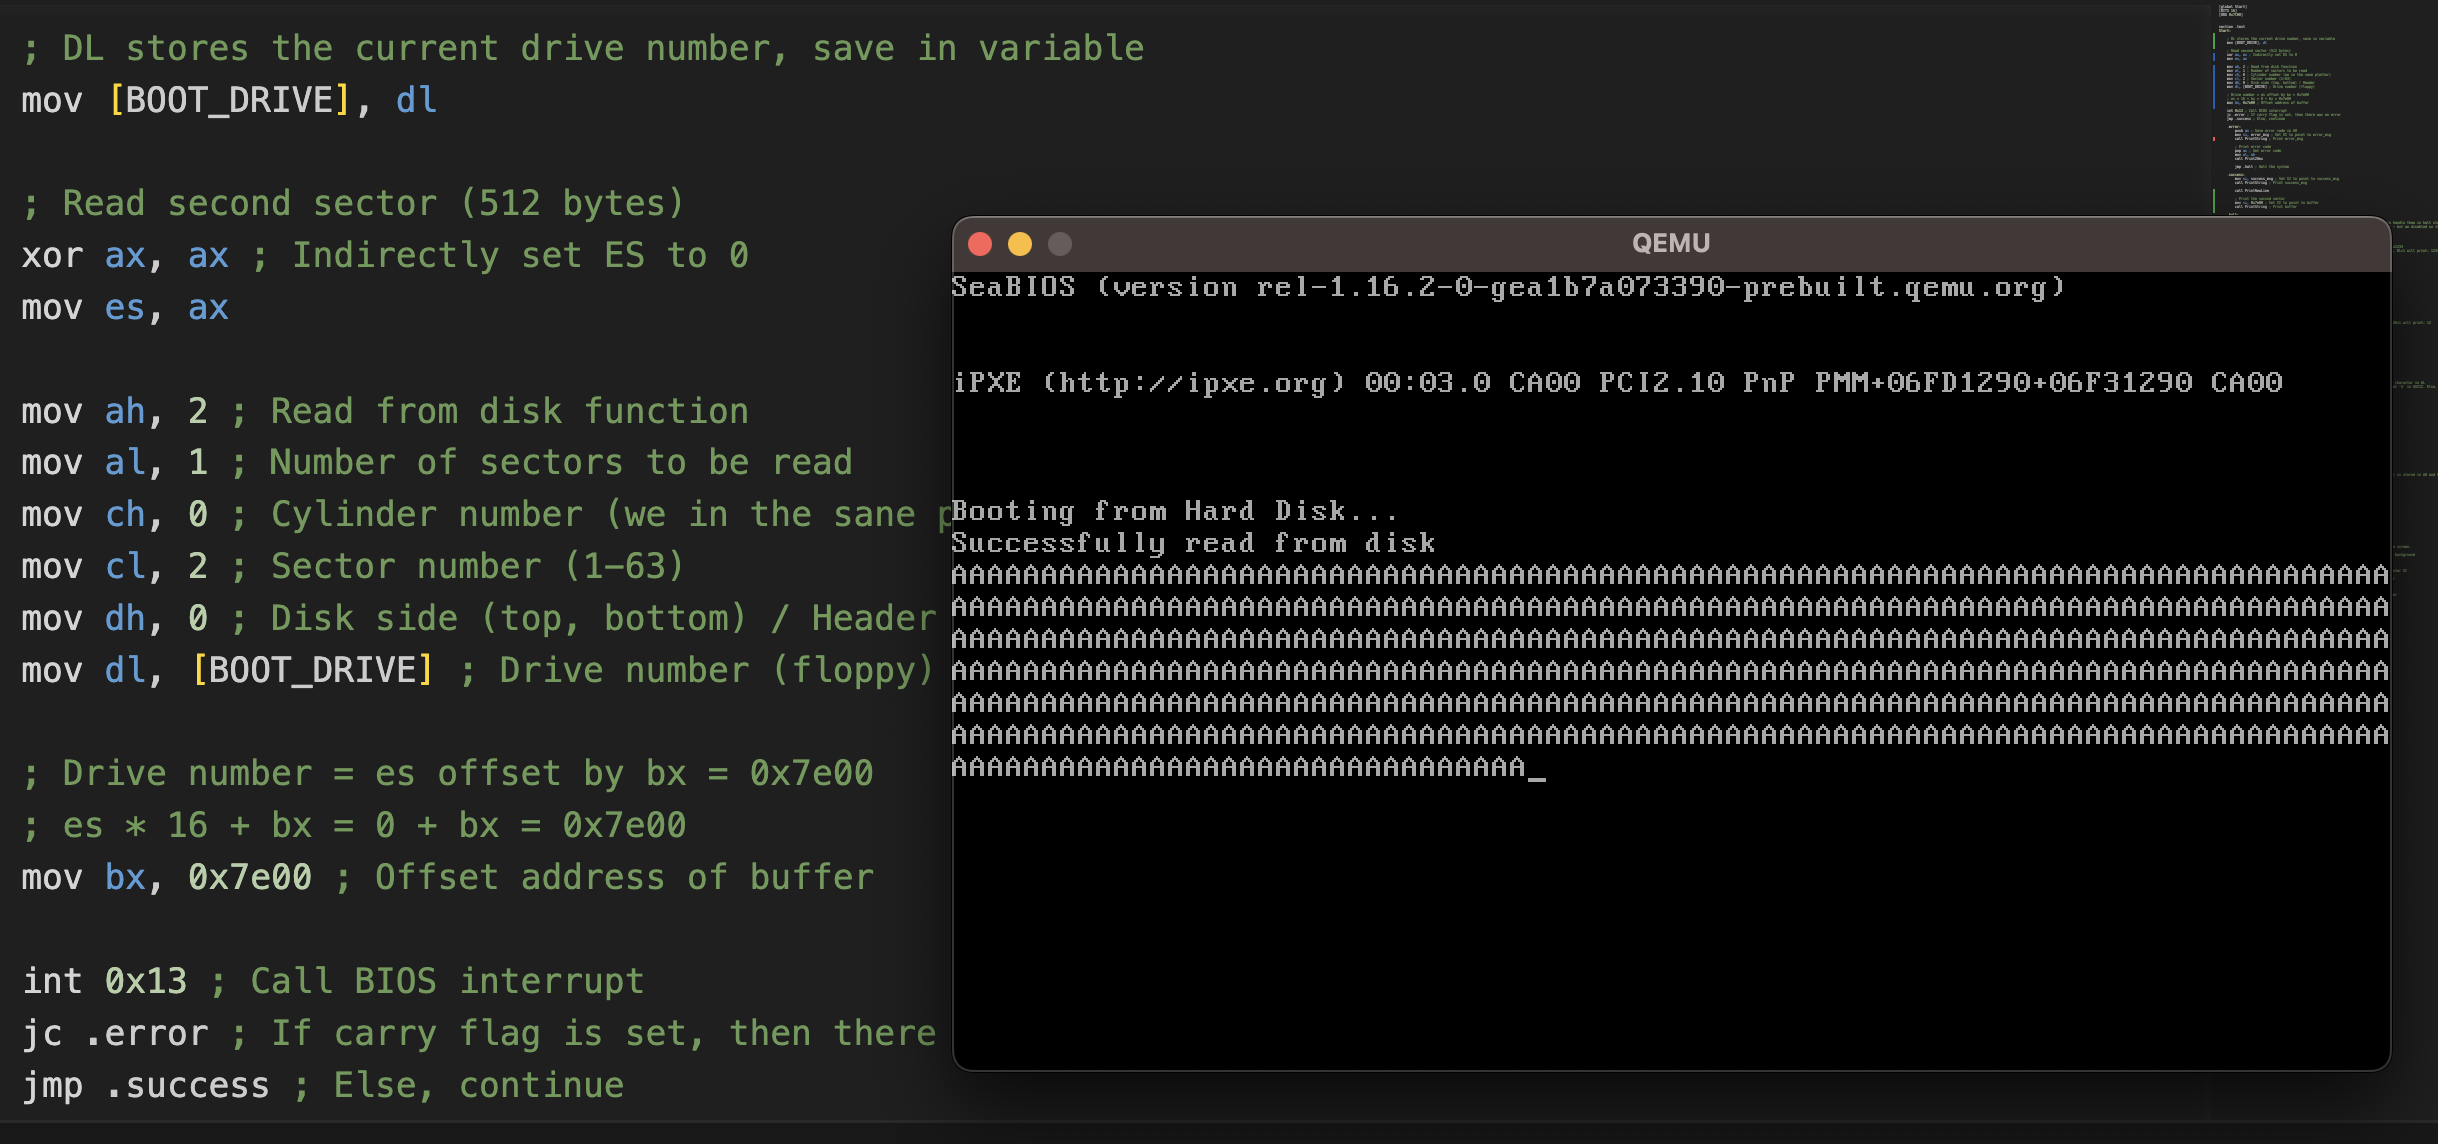 ; DL stores the current drive number, save in variable
mov [BOOT_DRIVE], dl
; Read second sector (512 bytes)
xor ax, ax ; Indirectly set ES to 0
mov es, ax
mov ah, 2 ; Read from disk function
mov al, 1 ; Number of sectors to be read
mov ch, 0 ; Cylinder number (we in the sane
mov cl, 2 ; Sector number (1-63)
mov dh, 0 ; Disk side (top, bottom) / Header
mov dl, [BOOT_DRIVE] ; Drive number (floppy)
; Drive number = es offset by bx = 0x7e00
; es * 16 + bx = 0 + bx = 0x7e00
mov bx, 0x7e00 ; Offset address of buffer
int 0x13 ; Call BIOS interrupt
jc .error ; If carry flag is set, then there
jmp .success ; Else, continue
QEMU
SeaBIOS (version rel-1.16.2-0-gea1b7a073390-prebuilt.qemu.org)
iPXE (http://ipxe.org) 00:03.0 CA00 PCI2.10 PnP PMM+06FD1290+06F31290 CA00
Booting from Hard Disk...
Successfully read from disk
AAAAAAAAAAAAAAAAAAAAAAAAAAAAAAAAAAAAAAAAAAAAAAAAAAAAAAAAAAAAAAAAAAAAAAAAAAAAAAAA
AAAAAAAAAAAAAAAAAAAAAAAAAAAAAAAAAAAAAAAAAAAAAAAAAAAAAAAAAAAAAAAAAAAAAAAAAAAAAAAA
AAAAAAAAAAAAAAAAAAAAAAAAAAAAAAAAAAAAAAAAAAAAAAAAAAAAAAAAAAAAAAAAAAAAAAAAAAAAAAAA
AAAAAAAAAAAAAAAAAAAAAAAAAAAAAAAAAAAAAAAAAAAAAAAAAAAAAAAAAAAAAAAAAAAAAAAAAAAAAAAA
AAAAAAAAAAAAAAAAAAAAAAAAAAAAAAAAAAAAAAAAAAAAAAAAAAAAAAAAAAAAAAAAAAAAAAAAAAAAAAAA
AAAAAAAAAAAAAAAAAAAAAAAAAAAAAAAAAAAAAAAAAAAAAAAAAAAAAAAAAAAAAAAAAAAAAAAAAAAAAAAA
AAAAAAAAAAAAAAAAAAAAAAAAAAAAAAAA_